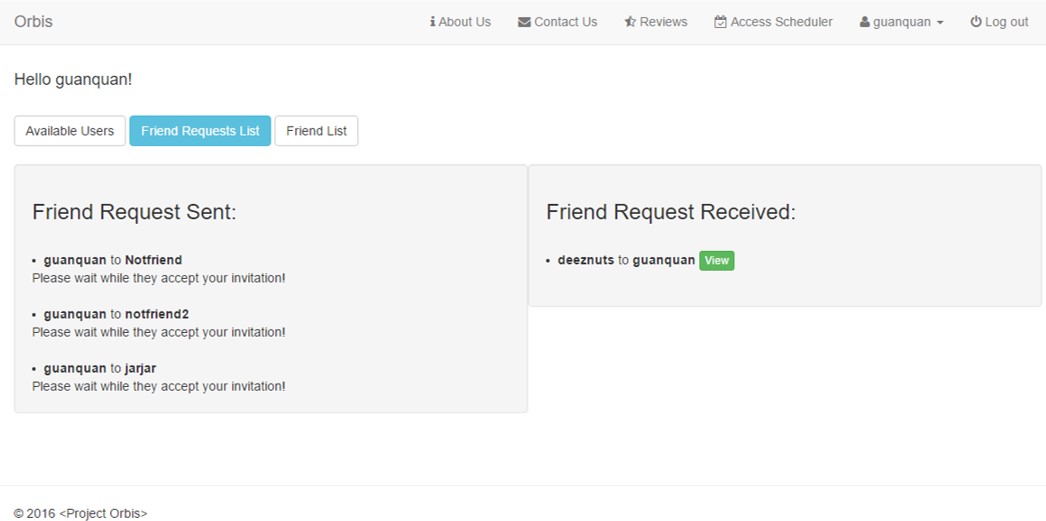 Orbis About Us Contact Us Reviews Access Scheduler guanquan Log out
Hello guanquan!
Available Users Friend Requests List Friend List
Friend Request Sent:
• guanquan to Notfriend
Please wait while they accept your invitation!
• guanquan to notfriend2
Please wait while they accept your invitation!
• guanquan to jarjar
Please wait while they accept your invitation!
Friend Request Received:
• deeznuts to guanquan View
© 2016 <Project Orbis>